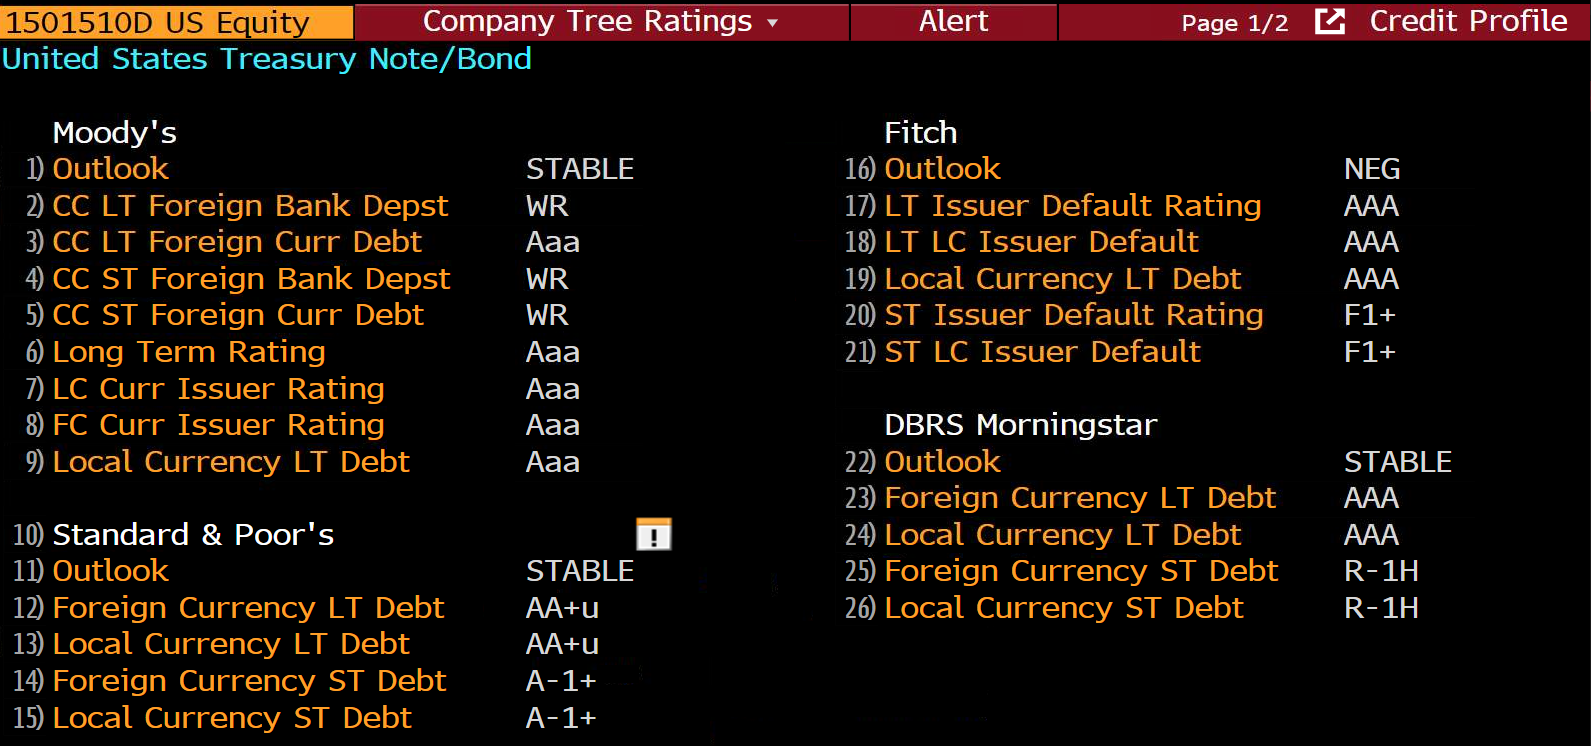 1501510D US Equity Company Tree Ratings Alert Page 1/2 Credit Profile
United States Treasury Note/Bond
Moody's
1) Outlook STABLE
2) CC LT Foreign Bank Depst WR
3) CC LT Foreign Curr Debt Aaa
4) CC ST Foreign Bank Depst WR
5) CC ST Foreign Curr Debt WR
6) Long Term Rating Aaa
7) LC Curr Issuer Rating Aaa
8) FC Curr Issuer Rating Aaa
9) Local Currency LT Debt Aaa
10) Standard & Poor's
11) Outlook STABLE
12) Foreign Currency LT Debt AA+u
13) Local Currency LT Debt AA+u
14) Foreign Currency ST Debt A-1+
15) Local Currency ST Debt A-1+
Fitch
16) Outlook NEG
17) LT Issuer Default Rating AAA
18) LT LC Issuer Default AAA
19) Local Currency LT Debt AAA
20) ST Issuer Default Rating F1+
21) ST LC Issuer Default F1+
DBRS Morningstar
22) Outlook STABLE
23) Foreign Currency LT Debt AAA
24) Local Currency LT Debt AAA
25) Foreign Currency ST Debt R-1H
26) Local Currency ST Debt R-1H